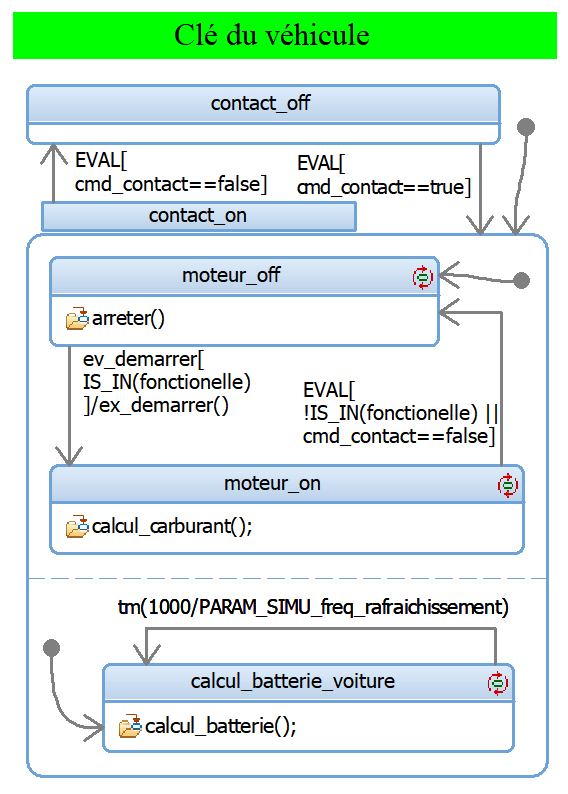 Clé du véhicule
contact_off
EVAL[
cmd_contact==false]
EVAL[
cmd_contact==true]
contact_on
moteur_off
arreter()
ev_demarrer[
IS_IN(fonctionelle)
]/ex_demarrer()
EVAL[
!IS_IN(fonctionelle) ||
cmd_contact==false]
moteur_on
calcul_carburant();
tm(1000/PARAM_SIMU_freq_rafraichissement)
calcul_batterie_voiture
calcul_batterie();